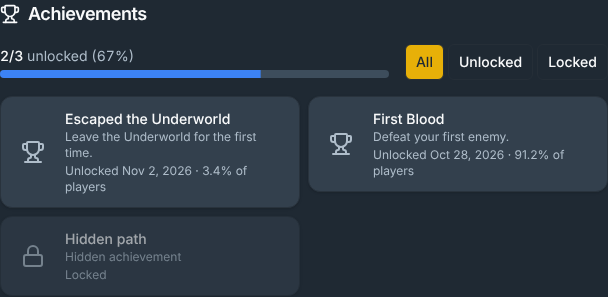 Achievements
2/3 unlocked (67%)
All
Unlocked
Locked
Escaped the Underworld
Leave the Underworld for the first
time.
Unlocked Nov 2, 2026 · 3.4% of
players
First Blood
Defeat your first enemy.
Unlocked Oct 28, 2026 · 91.2% of
players
Hidden path
Hidden achievement
Locked